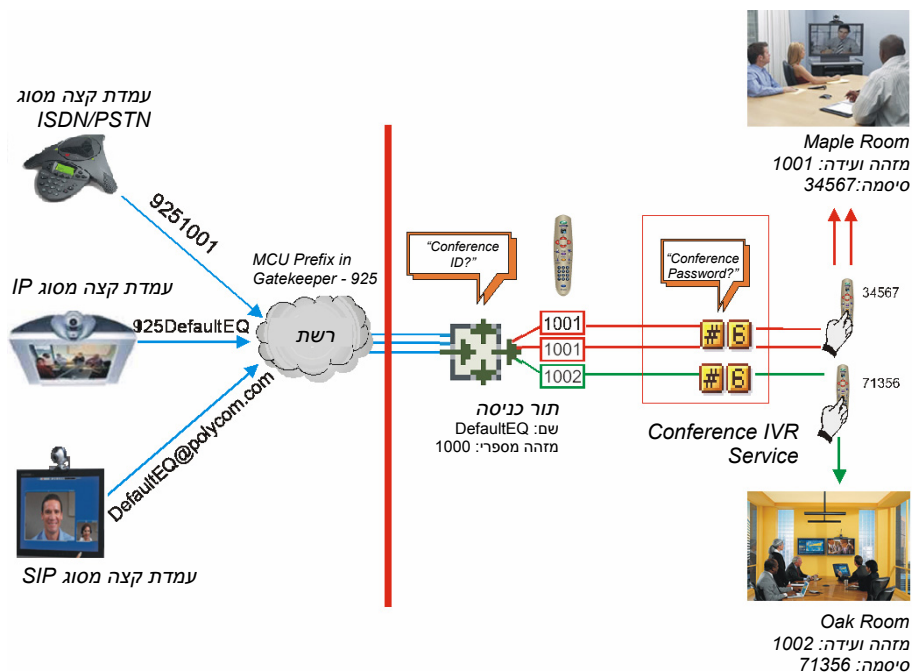 עמדת קצה מסוג
ISDN/PSTN
9251001
MCU Prefix in
Gatekeeper - 925
עמדת קצה מסוג IP
925DefaultEQ
רשת
DefaultEQ@polycom.com
עמדת קצה מסוג SIP
"Conference
ID?"
1001
1001
1002
תור כניסה
שם: DefaultEQ
מזהה מספרי: 1000
"Conference
Password?"
# 6
# 6
Conference IVR
Service
34567
71356
Maple Room
מזהה ועידה: 1001
סיסמה:34567
Oak Room
מזהה ועידה: 1002
סיסמה: 71356